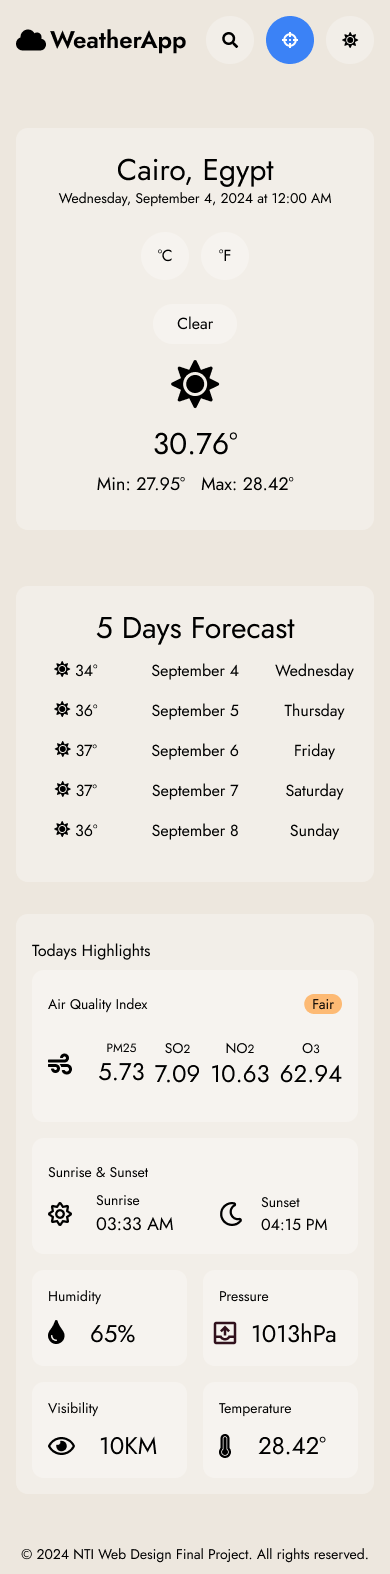 WeatherApp
Cairo, Egypt
Wednesday, September 4, 2024 at 12:00 AM
°C °F
Clear
30.76°
Min: 27.95° Max: 28.42°
5 Days Forecast
34° September 4 Wednesday
36° September 5 Thursday
37° September 6 Friday
37° September 7 Saturday
36° September 8 Sunday
Todays Highlights
Air Quality Index Fair
PM25 SO2 NO2 O3
5.73 7.09 10.63 62.94
Sunrise & Sunset
Sunrise Sunset
03:33 AM 04:15 PM
Humidity Pressure
65% 1013hPa
Visibility Temperature
10KM 28.42°
© 2024 NTI Web Design Final Project. All rights reserved.